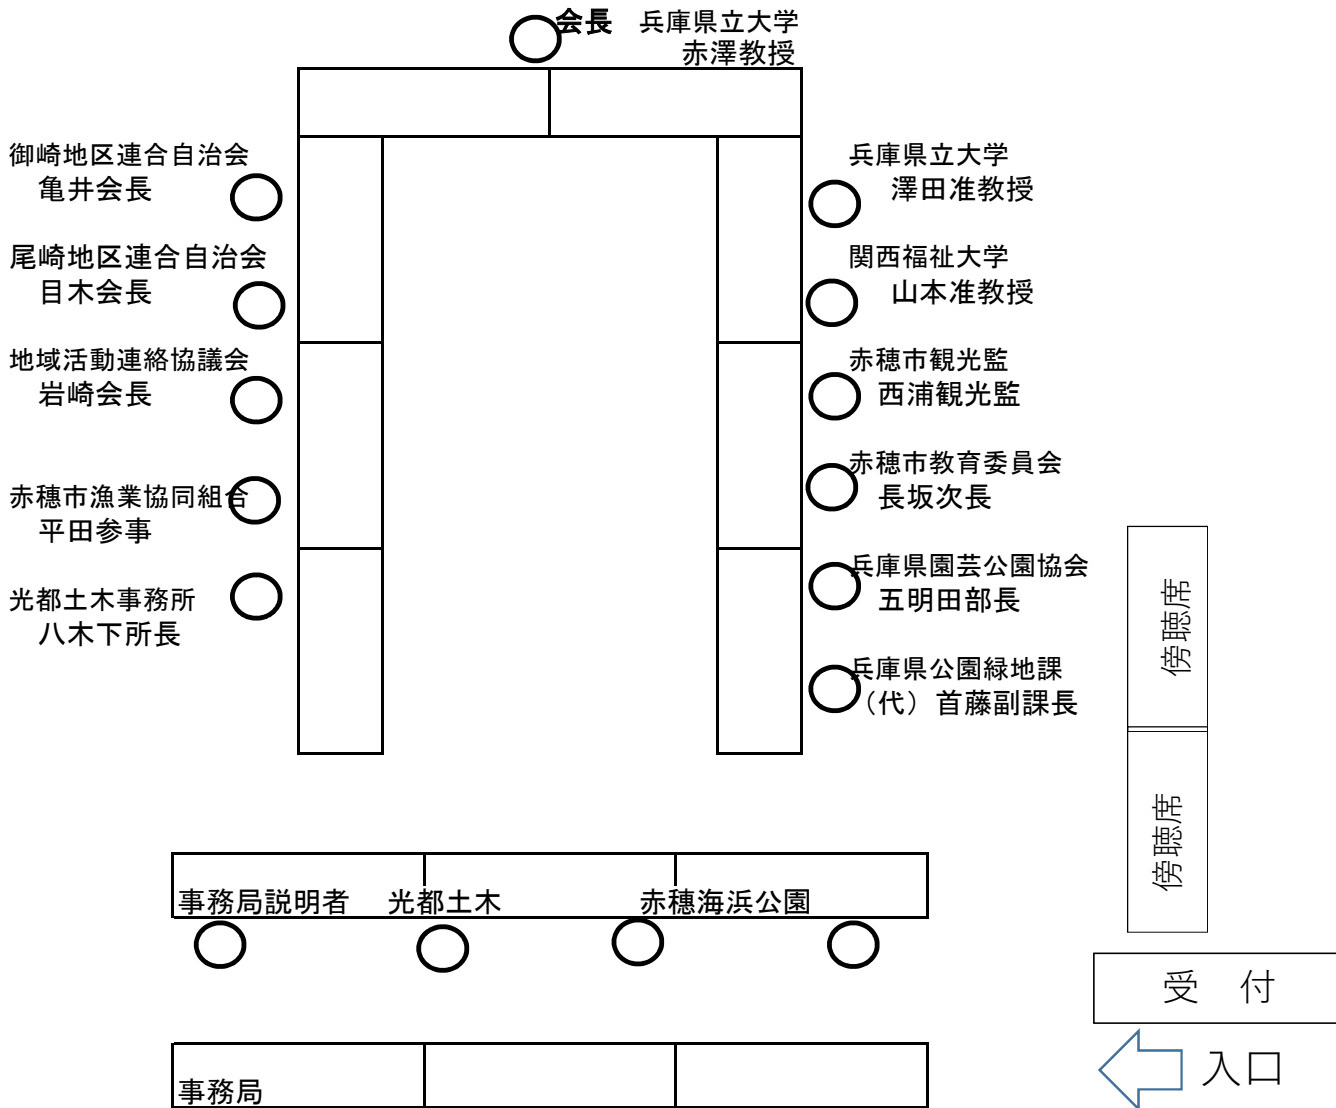 会長　兵庫県立大学
赤澤教授
御崎地区連合自治会
亀井会長
尾崎地区連合自治会
目木会長
地域活動連絡協議会
岩崎会長
赤穂市漁業協同組合
平田参事
光都土木事務所
八木下所長
兵庫県立大学
澤田准教授
関西福祉大学
山本准教授
赤穂市観光監
西浦観光監
赤穂市教育委員会
長坂次長
兵庫県園芸公園協会
五明田部長
兵庫県公園緑地課
（代）首藤副課長
傍聴席
傍聴席
事務局説明者　光都土木　赤穂海浜公園
受　付
入口
事務局